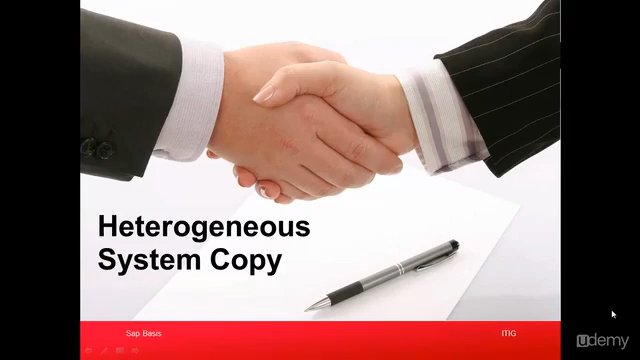 Heterogeneous
System Copy
Sap Basis
ITIG
udemy